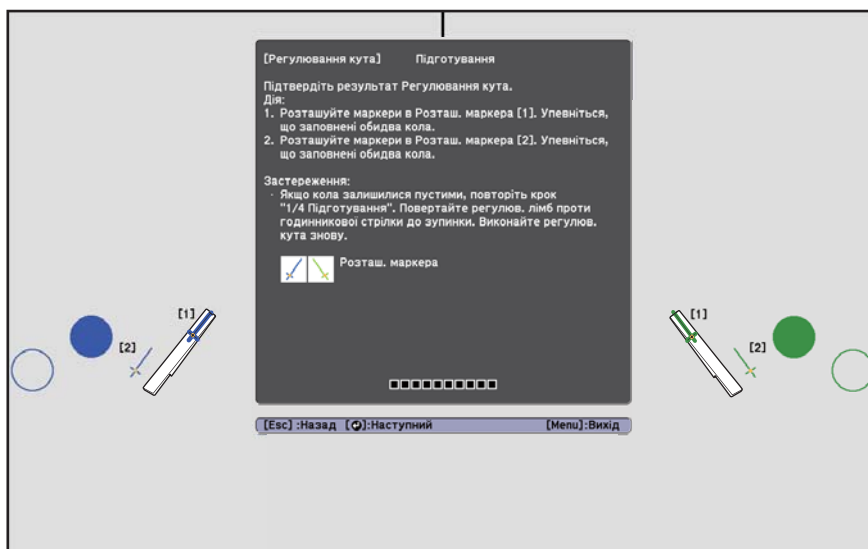 [Регулювання кута] Підготування
Підтвердіть результат Регулювання кута.
Дія:
1. Розташуйте маркери в Розташ. маркера [1]. Упевніться,
що заповнені обидва кола.
2. Розташуйте маркери в Розташ. маркера [2]. Упевніться,
що заповнені обидва кола.
Застереження:
· Якщо кола залишилися пустими, повторіть крок
"1/4 Підготування". Повертайте регулюв. лімб проти
годинникової стрілки до зупинки. Виконайте регулюв.
кута знову.
Розташ. маркера
[1]
[2]
[1]
[2]
[Esc] :Назад [⏎]:Наступний [Menu]:Вихід